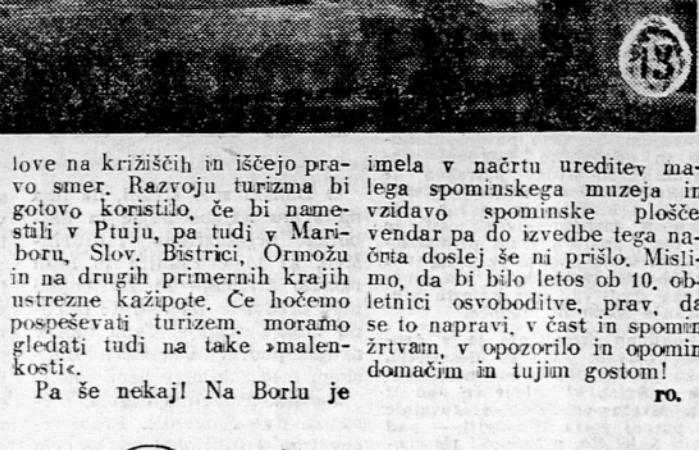 love na križiščih in iščejo pra-
vo smer. Razvoju turizma bi
gotovo koristilo, če bi name-
stili v Ptuju, pa tudi v Mari-
boru, Slov. Bistrici, Ormožu
in na drugih primernih krajih
ustrezne kažipote. Če hočemo
pospeševati turizem, moramo
gledati tudi na take »malen-
kosti«.
Pa še nekaj! Na Borlu je
imela v načrtu ureditev ma-
lega spominskega muzeja in
vzidavo spominske plošče
vendar pa do izvedbe tega na-
črta doslej še ni prišlo. Misli-
mo, da bi bilo letos ob 10. ob-
letnici osvoboditve, prav, da
se to napravi, v čast in spomin
žrtvam, v opozorilo in opomin
domačim in tujim gostom!
ro.